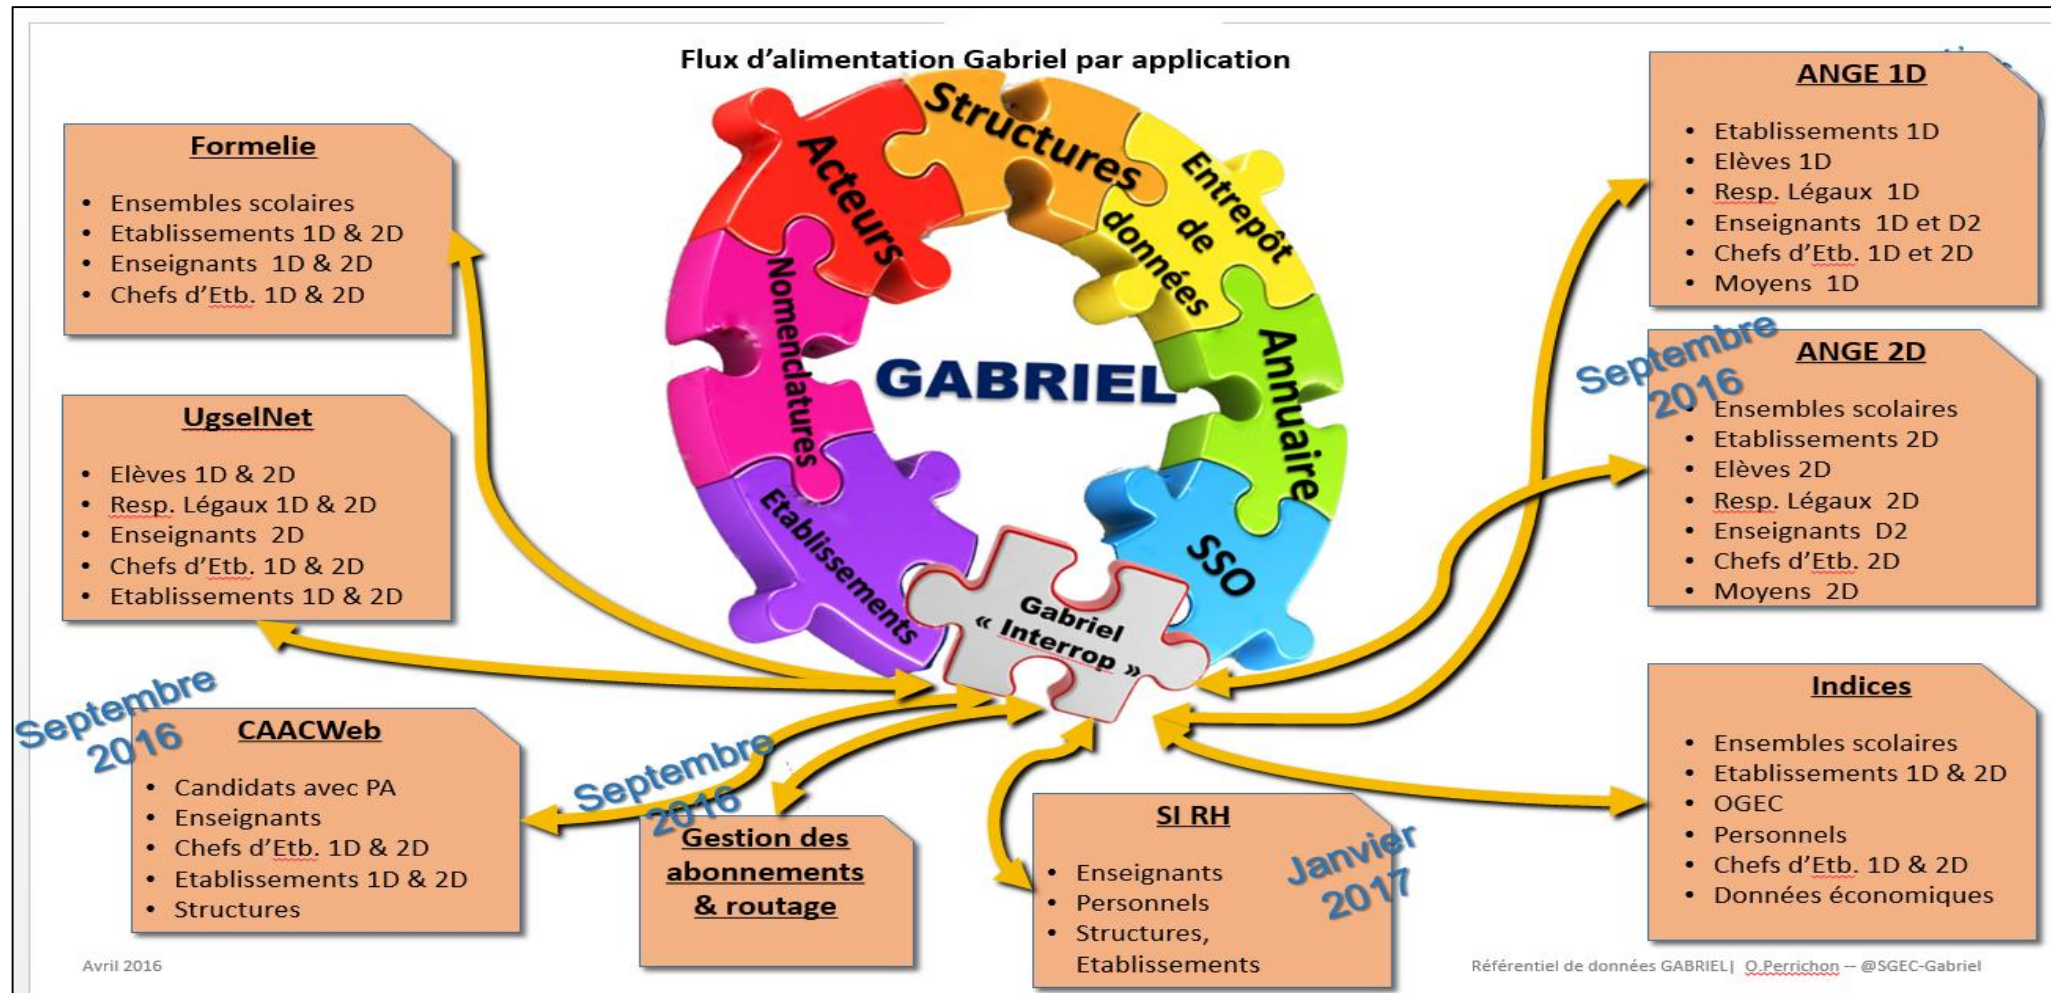 Flux d'alimentation Gabriel par application
Formelie
• Ensembles scolaires
• Etablissements 1D & 2D
• Enseignants 1D & 2D
• Chefs d'Etb. 1D & 2D
UgselNet
• Elèves 1D & 2D
• Resp. Légaux 1D & 2D
• Enseignants 2D
• Chefs d'Etb. 1D & 2D
• Etablissements 1D & 2D
Septembre
2016
CAACWeb
• Candidats avec PA
• Enseignants
• Chefs d'Etb. 1D & 2D
• Etablissements 1D & 2D
• Structures
Acteurs
Structures
Entrepôt
de
données
Nomenclatures
Annuaire
GABRIEL
Etablissements
SSO
Gabriel
« Interrop »
Septembre
2016
Gestion des
abonnements
& routage
SI RH
• Enseignants
• Personnels
• Structures,
Etablissements
Janvier
2017
ANGE 1D
• Etablissements 1D
• Elèves 1D
• Resp. Légaux 1D
• Enseignants 1D et D2
• Chefs d'Etb. 1D et 2D
• Moyens 1D
Septembre
2016
ANGE 2D
• Ensembles scolaires
• Etablissements 2D
• Elèves 2D
• Resp. Légaux 2D
• Enseignants D2
• Chefs d'Etb. 2D
• Moyens 2D
Indices
• Ensembles scolaires
• Etablissements 1D & 2D
• OGEC
• Personnels
• Chefs d'Etb. 1D & 2D
• Données économiques
Avril 2016
Référentiel de données GABRIEL| O.Perrichon -- @SGEC-Gabriel